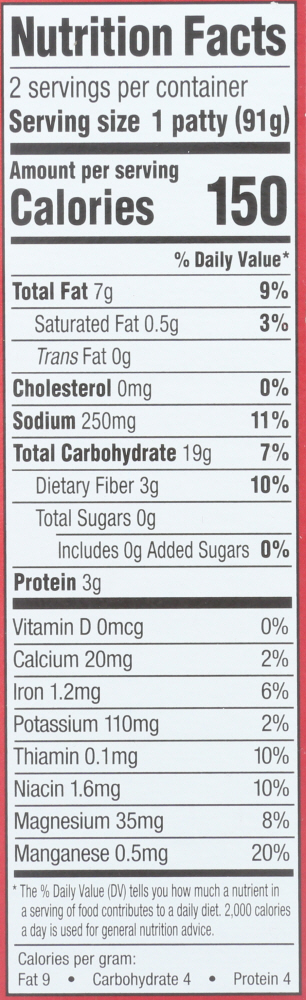 Nutrition Facts
2 servings per container
Serving size 1 patty (91g)
Amount per serving
Calories 150
% Daily Value*
Total Fat 7g 9%
Saturated Fat 0.5g 3%
Trans Fat 0g
Cholesterol 0mg 0%
Sodium 250mg 11%
Total Carbohydrate 19g 7%
Dietary Fiber 3g 10%
Total Sugars 0g
Includes 0g Added Sugars 0%
Protein 3g
Vitamin D 0mcg 0%
Calcium 20mg 2%
Iron 1.2mg 6%
Potassium 110mg 2%
Thiamin 0.1mg 10%
Niacin 1.6mg 10%
Magnesium 35mg 8%
Manganese 0.5mg 20%
* The % Daily Value (DV) tells you how much a nutrient in
a serving of food contributes to a daily diet. 2,000 calories
a day is used for general nutrition advice.
Calories per gram:
Fat 9 • Carbohydrate 4 • Protein 4